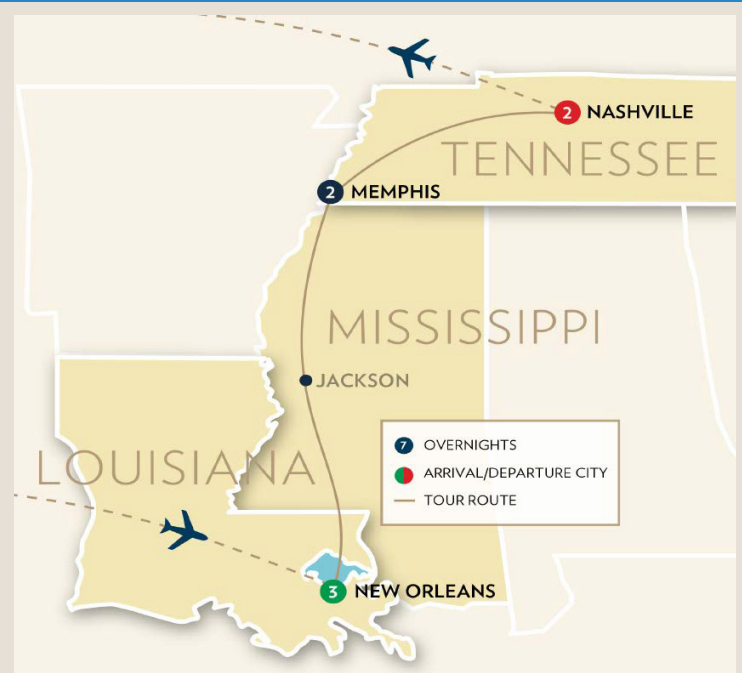 2 NASHVILLE
TENNESSEE
2 MEMPHIS
MISSISSIPPI
JACKSON
7 OVERNIGHTS
ARRIVAL/DEPARTURE CITY
TOUR ROUTE
LOUISIANA
3 NEW ORLEANS